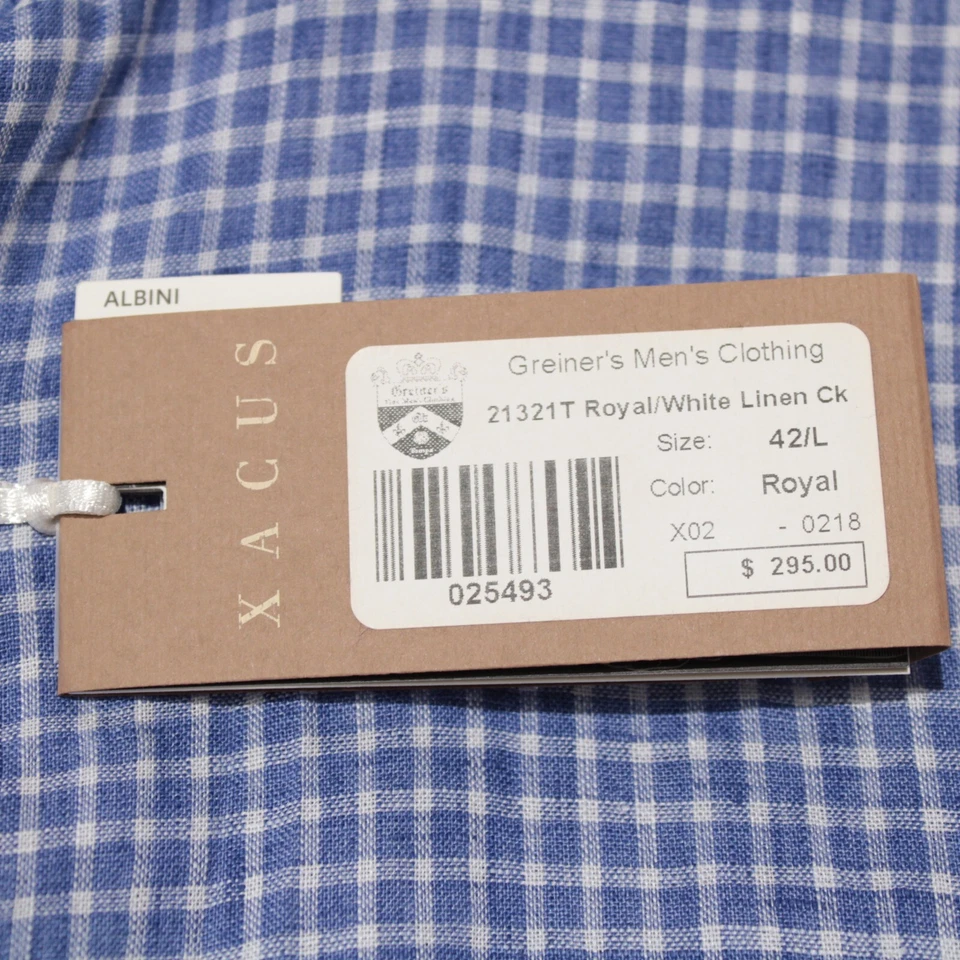 ALBINI
XACUS
Greiner's Men's Clothing
Greiner's
21321T Royal/White Linen Ck
Size: 42/L
Color: Royal
X02 - 0218
$ 295.00
025493